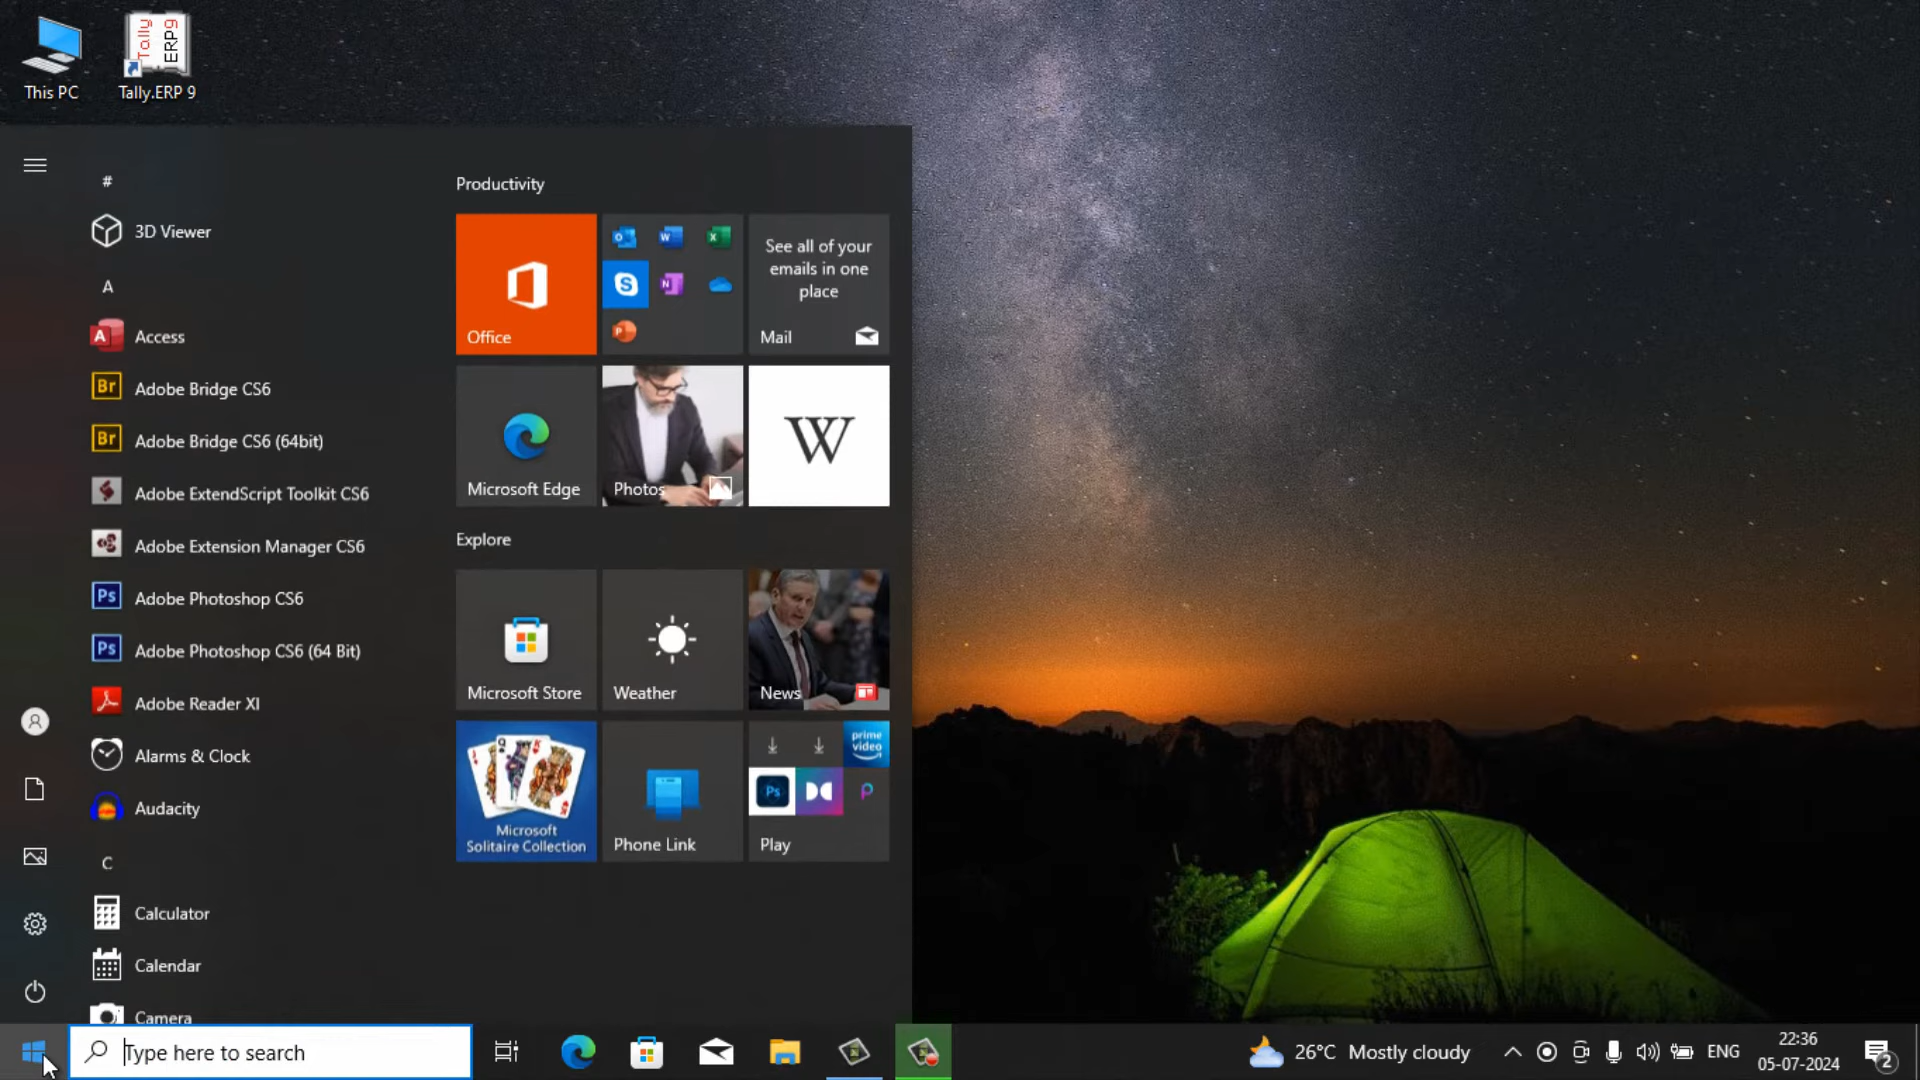 This PC
Tally
ERP9
Tally.ERP 9
#
3D Viewer
A
Access
Adobe Bridge CS6
Adobe Bridge CS6 (64bit)
Adobe ExtendScript Toolkit CS6
Adobe Extension Manager CS6
Adobe Photoshop CS6
Adobe Photoshop CS6 (64 Bit)
Adobe Reader XI
Alarms & Clock
Audacity
C
Calculator
Calendar
Camera
Productivity
Office
See all of your
emails in one
place
Mail
Microsoft Edge
Photos
W
Explore
Microsoft Store
Weather
News
Microsoft
Solitaire Collection
Phone Link
prime
video
Ps
Play
Type here to search
26°C Mostly cloudy
ENG
22:36
05-07-2024
2